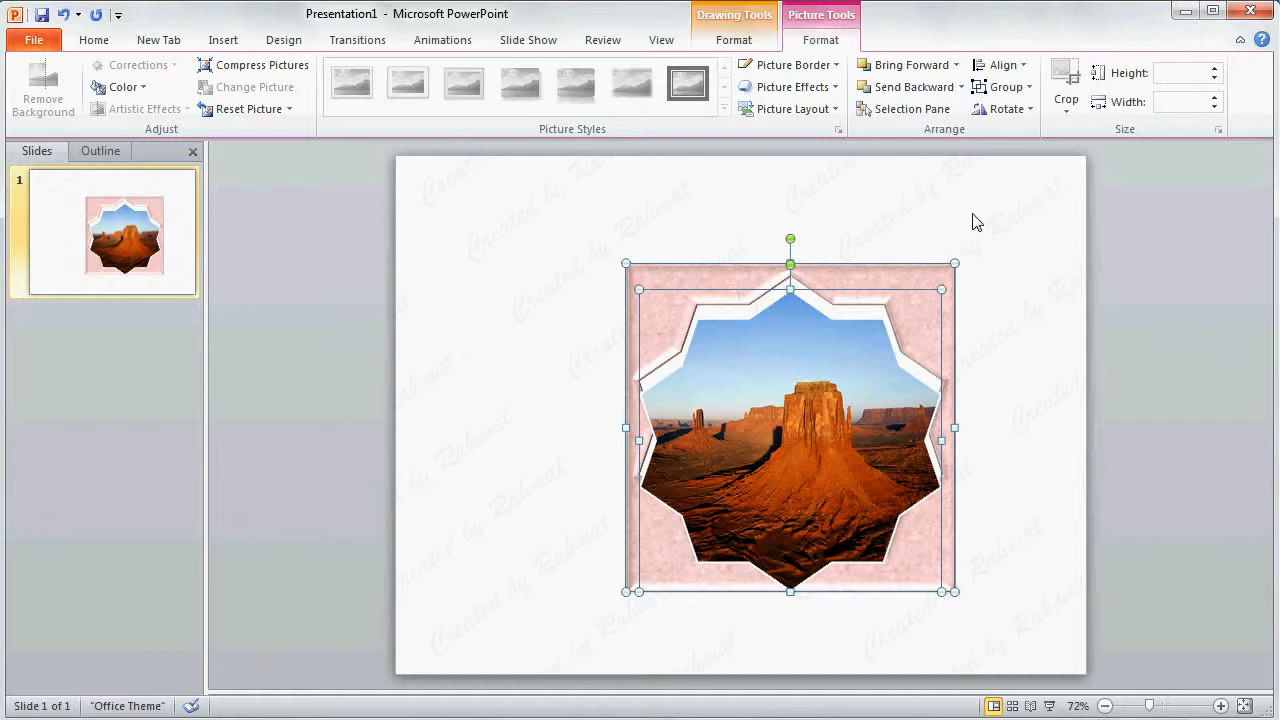 Presentation1 - Microsoft PowerPoint
Drawing Tools
Picture Tools
File
Home
New Tab
Insert
Design
Transitions
Animations
Slide Show
Review
View
Format
Format
Remove Background
Corrections
Color
Artistic Effects
Compress Pictures
Change Picture
Reset Picture
Adjust
Picture Styles
Picture Border
Picture Effects
Picture Layout
Bring Forward
Send Backward
Selection Pane
Align
Group
Rotate
Arrange
Crop
Height:
Width:
Size
Slides
Outline
1
Created by Rahmat
Slide 1 of 1
"Office Theme"
72%